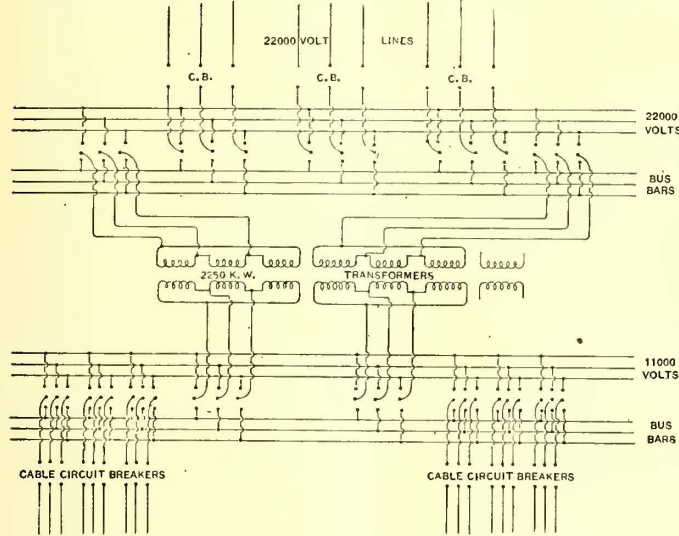 22000 VOLT LINES
C.B. C.B. C.B.
22000
VOLTS
BUS
BARS
2250 K.W. TRANSFORMERS
11000
VOLTS
BUS
BARS
CABLE CIRCUIT BREAKERS CABLE CIRCUIT BREAKERS